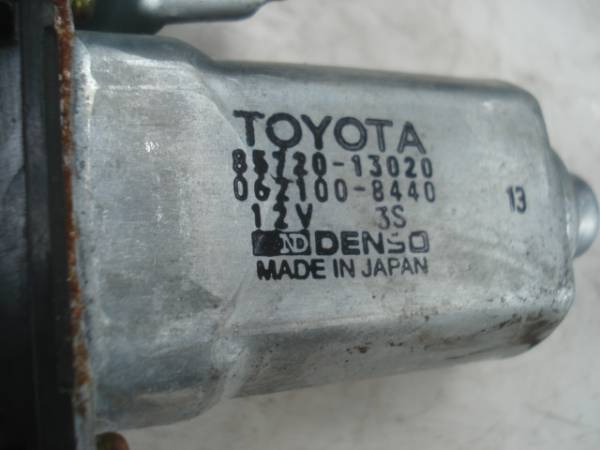 TOYOTA
85720-13020
062100-8440
12V 3S
13
ND DENSO
MADE IN JAPAN